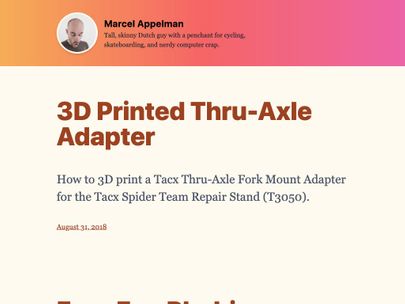 Marcel Appelman
Tall, skinny Dutch guy with a penchant for cycling,
skateboarding, and nerdy computer crap.
3D Printed Thru-Axle
Adapter
How to 3D print a Tacx Thru-Axle Fork Mount Adapter
for the Tacx Spider Team Repair Stand (T3050).
August 31, 2018